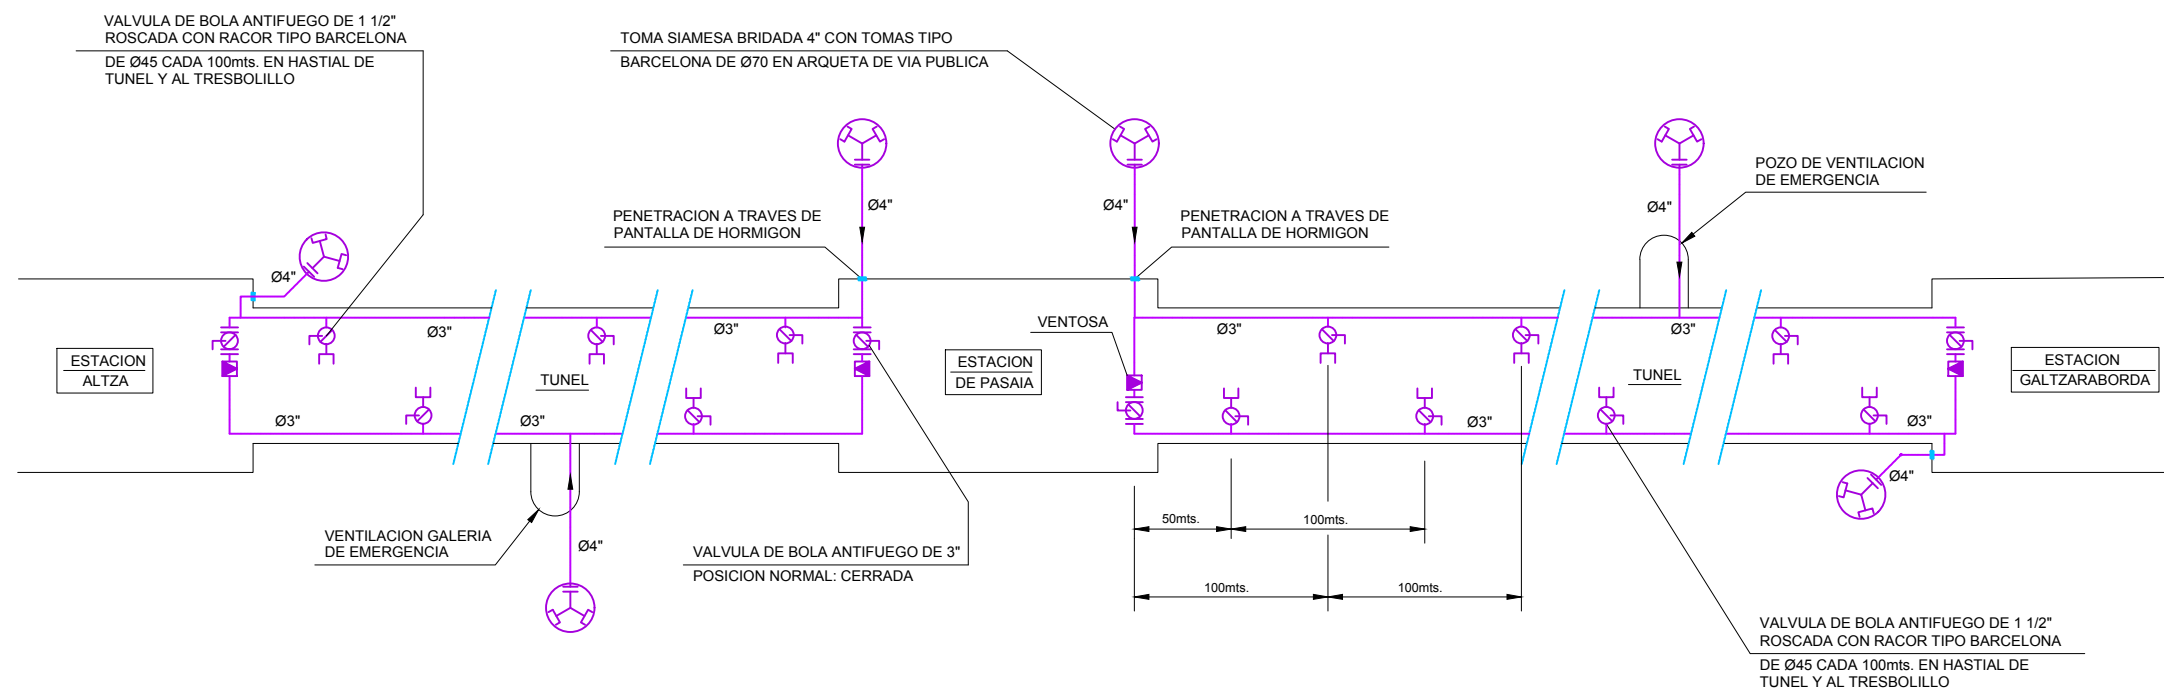 VALVULA DE BOLA ANTIFUEGO DE 1 1/2"
ROSCADA CON RACOR TIPO BARCELONA
DE Ø45 CADA 100mts. EN HASTIAL DE
TUNEL Y AL TRESBOLILLO
TOMA SIAMESA BRIDADA 4" CON TOMAS TIPO
BARCELONA DE Ø70 EN ARQUETA DE VIA PUBLICA
POZO DE VENTILACION
DE EMERGENCIA
Ø4"
Ø4"
Ø4"
PENETRACION A TRAVES DE
PANTALLA DE HORMIGON
PENETRACION A TRAVES DE
PANTALLA DE HORMIGON
Ø4"
Ø3"
Ø3"
VENTOSA
Ø3"
Ø3"
ESTACION
ALTZA
TUNEL
ESTACION
DE PASAIA
TUNEL
ESTACION
GALTZARABORDA
Ø3"
Ø3"
Ø3"
Ø3"
Ø4"
50mts.
100mts.
VENTILACION GALERIA
DE EMERGENCIA
Ø4"
VALVULA DE BOLA ANTIFUEGO DE 3"
POSICION NORMAL: CERRADA
100mts.
100mts.
VALVULA DE BOLA ANTIFUEGO DE 1 1/2"
ROSCADA CON RACOR TIPO BARCELONA
DE Ø45 CADA 100mts. EN HASTIAL DE
TUNEL Y AL TRESBOLILLO